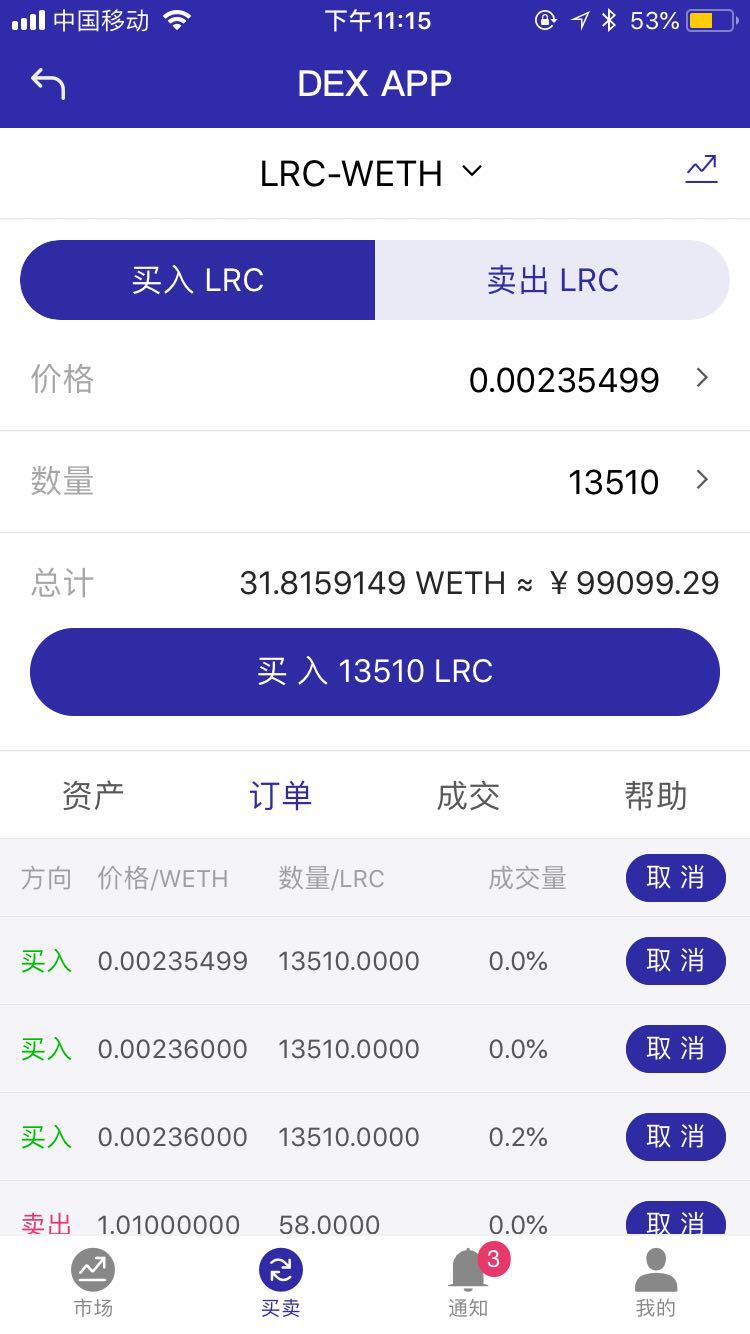 中国移动 下午11:15 53%
DEX APP
LRC-WETH
买入 LRC 卖出 LRC
价格 0.00235499
数量 13510
总计 31.8159149 WETH ≈ ¥99099.29
买 入 13510 LRC
资产 订单 成交 帮助
方向 价格/WETH 数量/LRC 成交量 取 消
买入 0.00235499 13510.0000 0.0% 取 消
买入 0.00236000 13510.0000 0.0% 取 消
买入 0.00236000 13510.0000 0.2% 取 消
卖出 1.01000000 58.0000 0.0% 取 消
3
市场 买卖 通知 我的